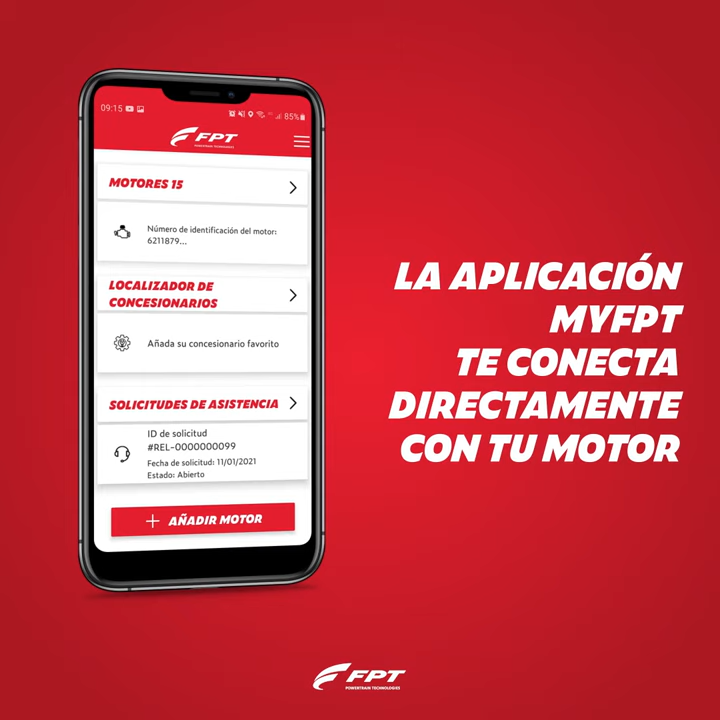 09:15
85%
FPT
POWERTRAIN TECHNOLOGIES
MOTORES 15
Número de identificación del motor:
6211879...
LOCALIZADOR DE
CONCESIONARIOS
Añada su concesionario favorito
SOLICITUDES DE ASISTENCIA
ID de solicitud
#REL-0000000099
Fecha de solicitud: 11/01/2021
Estado: Abierto
+ AÑADIR MOTOR
LA APLICACIÓN
MYFPT
TE CONECTA
DIRECTAMENTE
CON TU MOTOR
FPT
POWERTRAIN TECHNOLOGIES